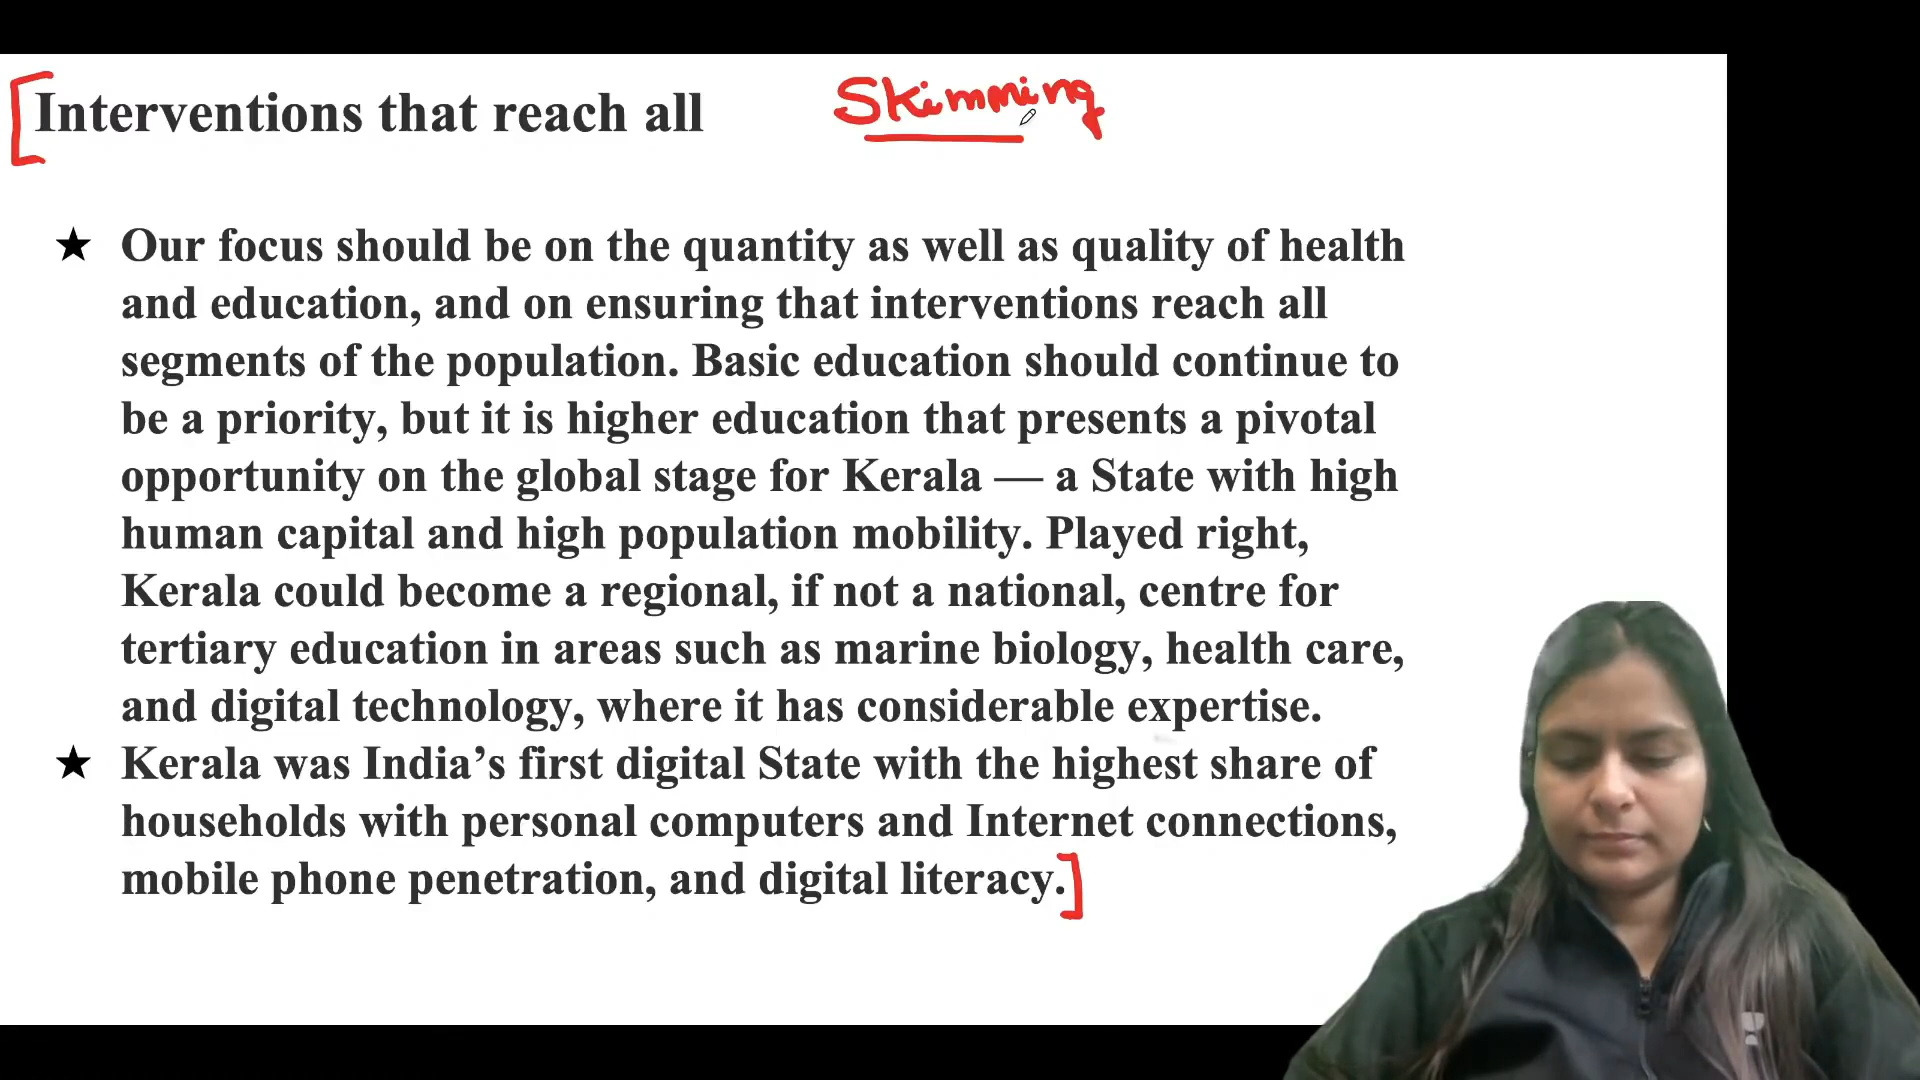 Interventions that reach all Skimming
★ Our focus should be on the quantity as well as quality of health
and education, and on ensuring that interventions reach all
segments of the population. Basic education should continue to
be a priority, but it is higher education that presents a pivotal
opportunity on the global stage for Kerala — a State with high
human capital and high population mobility. Played right,
Kerala could become a regional, if not a national, centre for
tertiary education in areas such as marine biology, health care,
and digital technology, where it has considerable expertise.
★ Kerala was India’s first digital State with the highest share of
households with personal computers and Internet connections,
mobile phone penetration, and digital literacy.